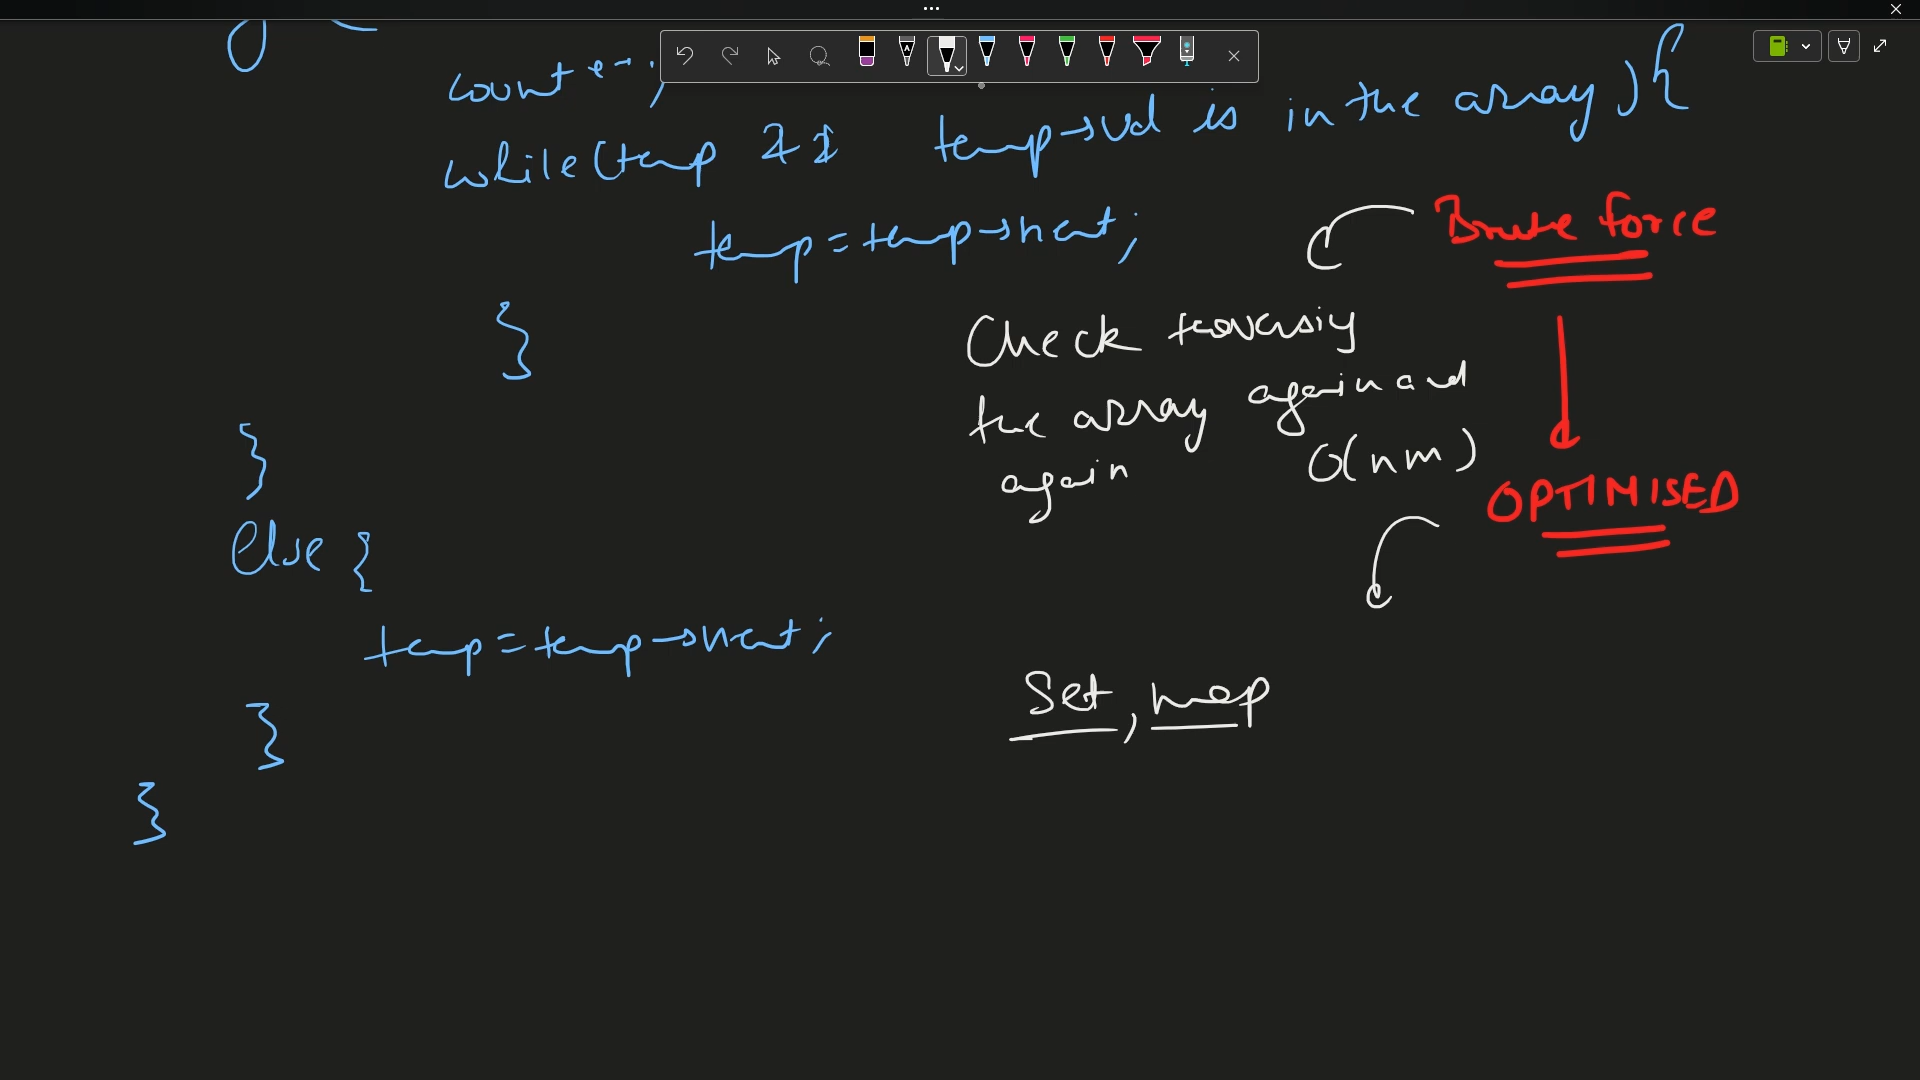 count++;
while(temp && temp->val is in the array){
temp=temp->next;
}
}
Else {
temp=temp->next;
}
}
Brute force
Check traversing
the array again and
again O(nm)
OPTIMISED
Set, map